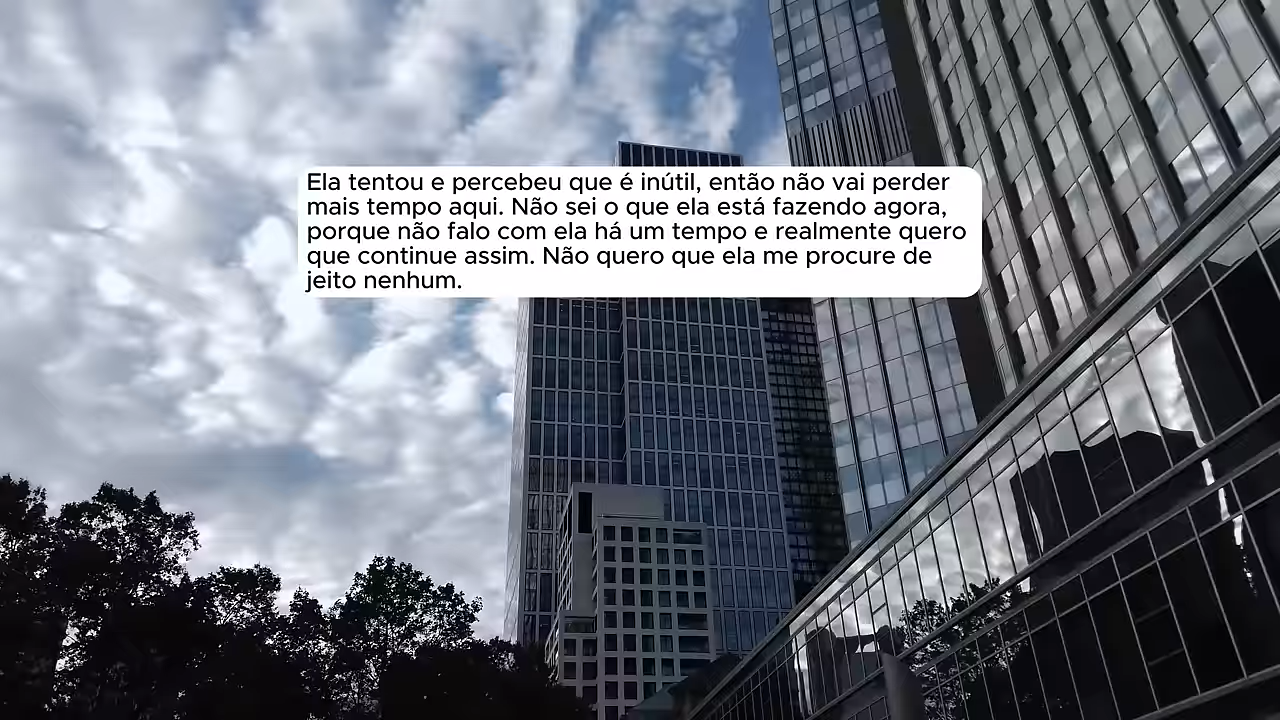 Ela tentou e percebeu que é inútil, então não vai perder
mais tempo aqui. Não sei o que ela está fazendo agora,
porque não falo com ela há um tempo e realmente quero
que continue assim. Não quero que ela me procure de
jeito nenhum.